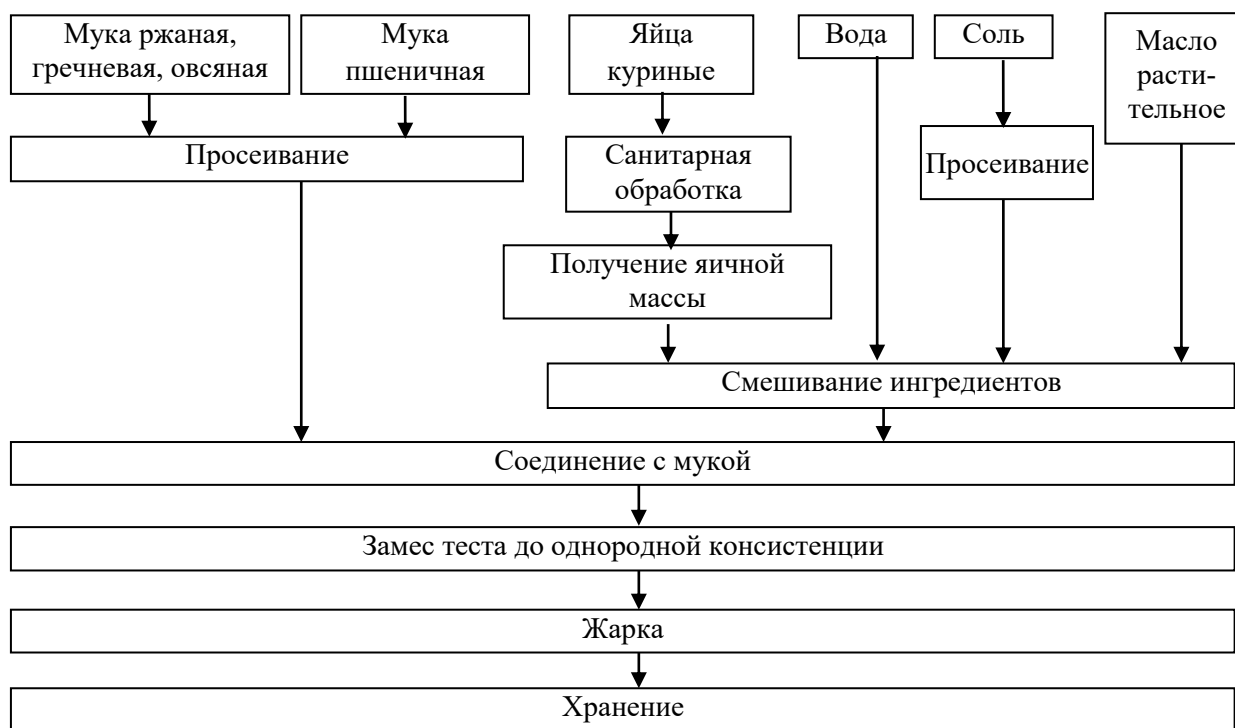 Мука ржаная,
гречневая, овсяная
Мука
пшеничная
Яйца
куриные
Вода
Соль
Масло
расти-
тельное
Просеивание
Санитарная
обработка
Просеивание
Получение яичной
массы
Смешивание ингредиентов
Соединение с мукой
Замес теста до однородной консистенции
Жарка
Хранение